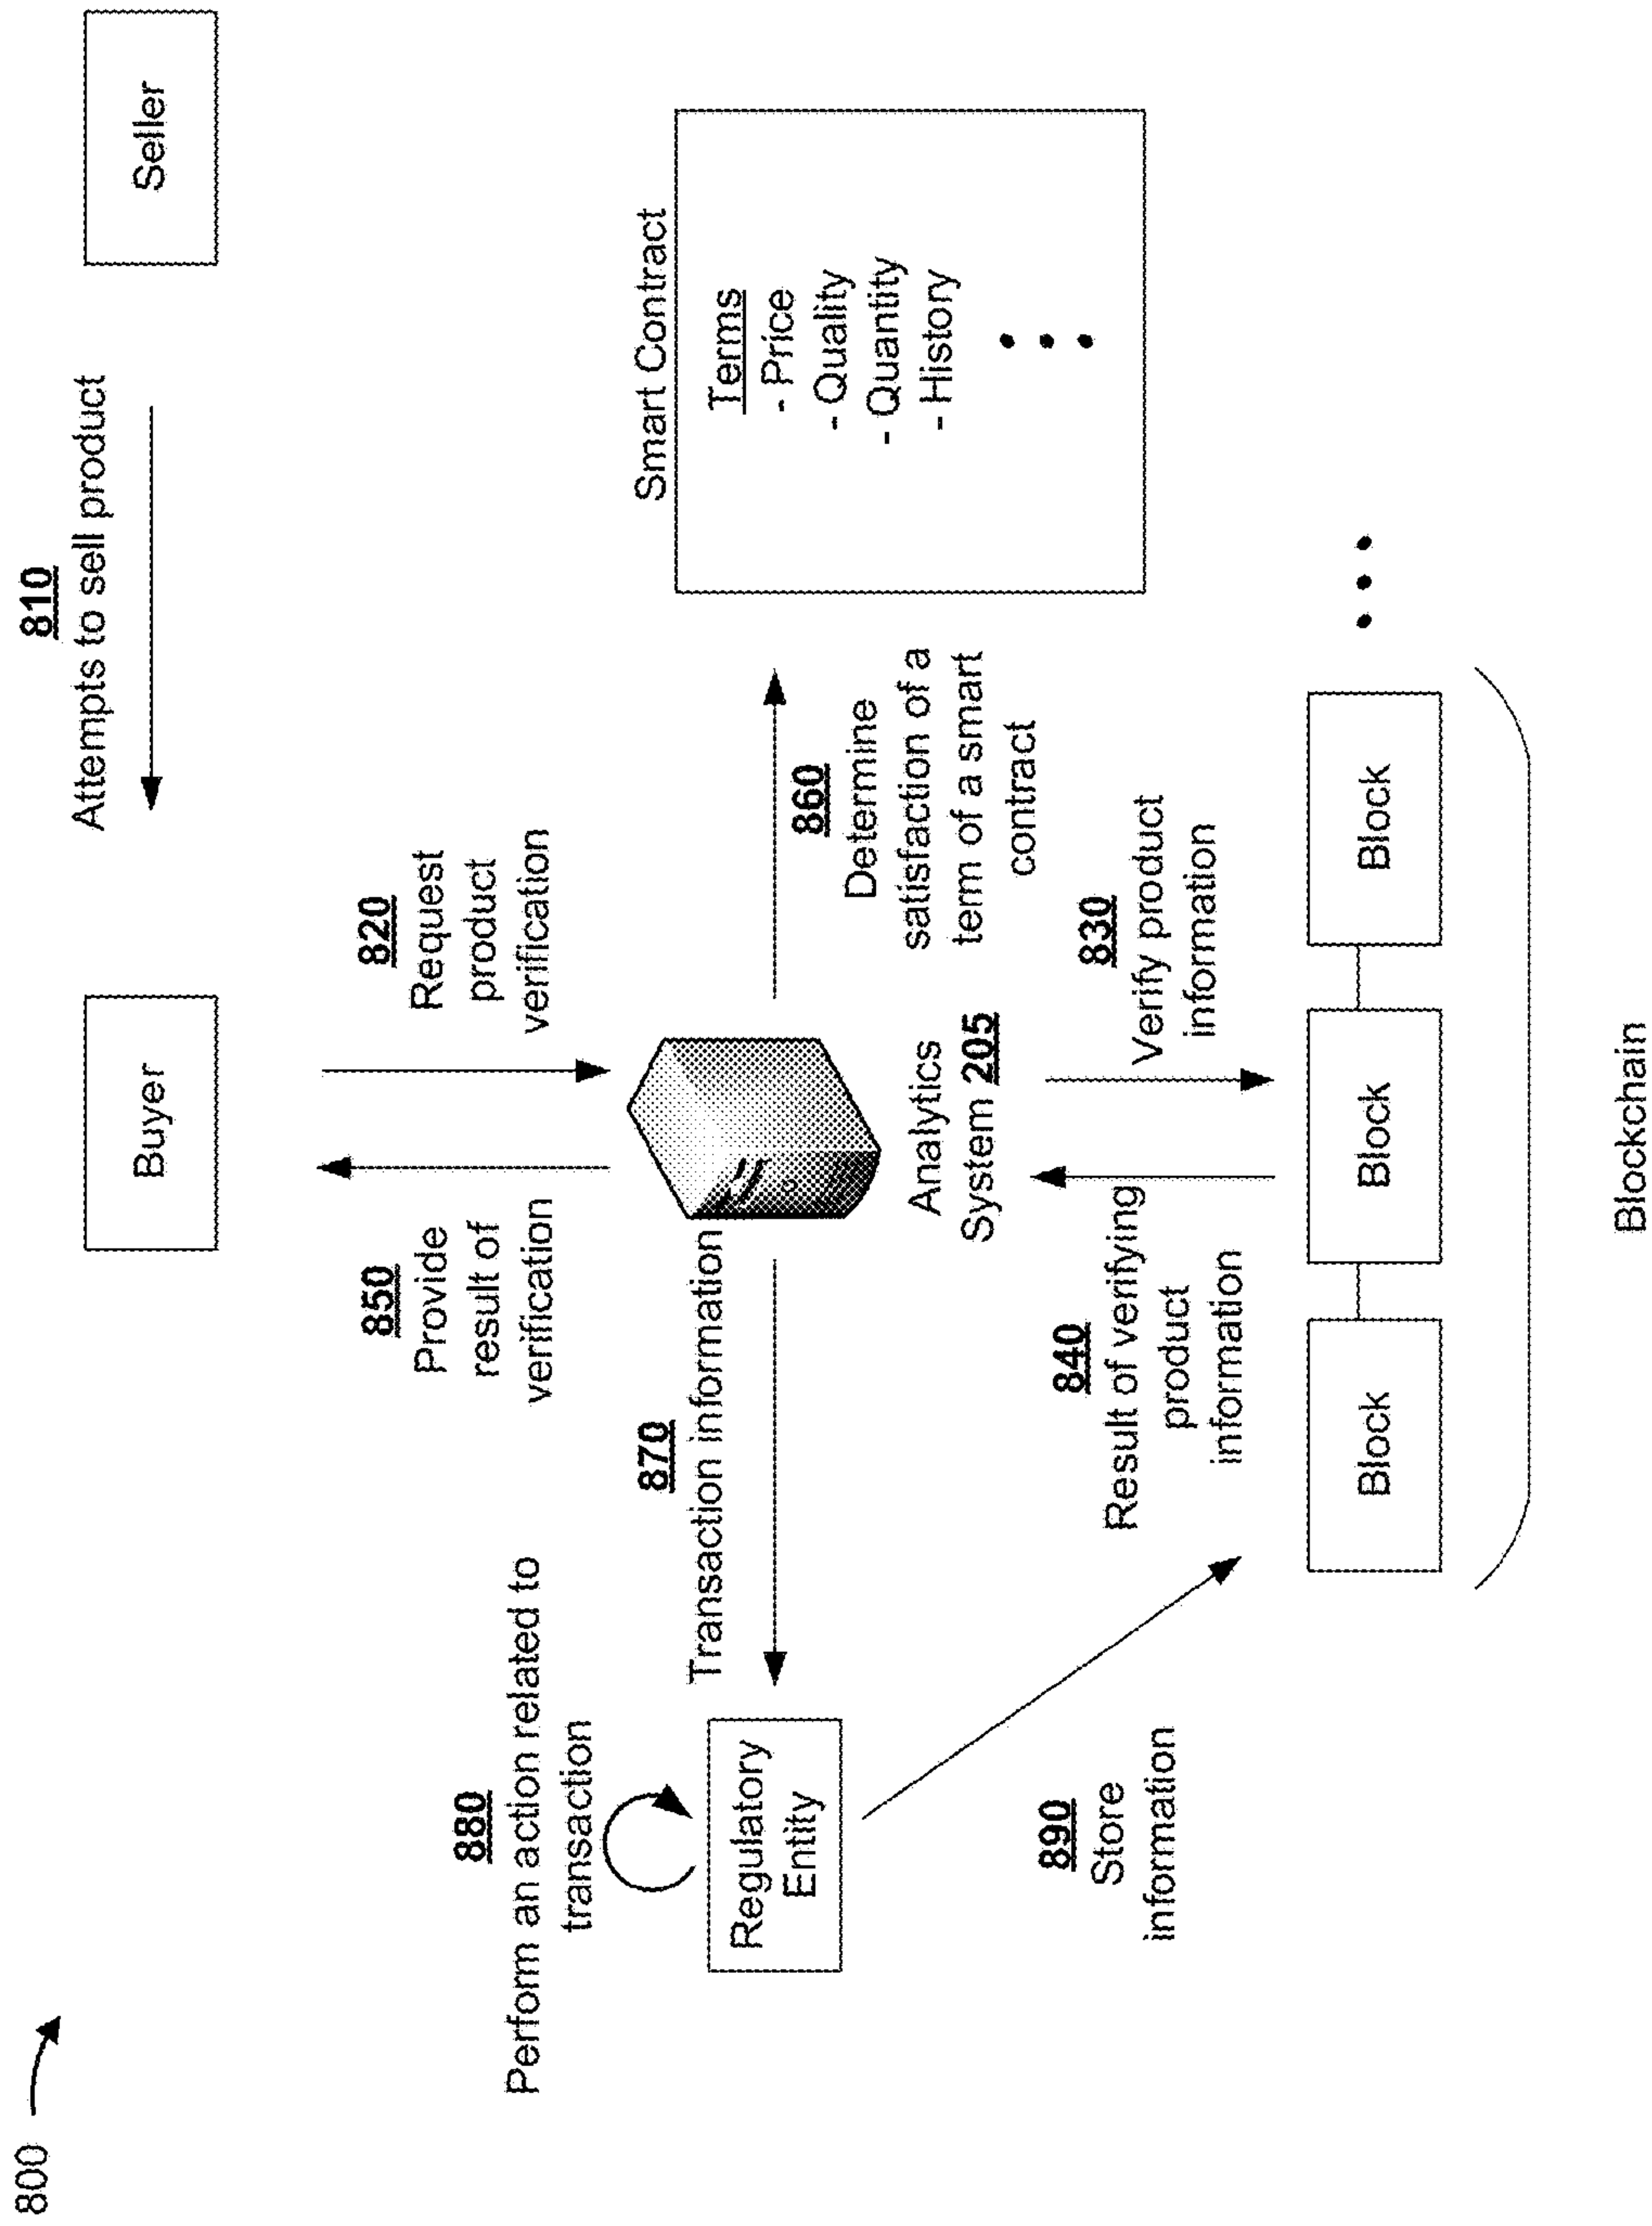 800
810
Attempts to sell product
Buyer
Seller
850
Provide
result of
verification
820
Request
product
verification
880
Perform an action related to
transaction
870
Transaction information
Regulatory
Entity
Analytics
System 205
860
Determine
satisfaction of a
term of a smart
contract
Smart Contract
Terms
- Price
- Quality
- Quantity
- History
890
Store
information
840
Result of verifying
product
information
830
Verify product
information
Block
Block
Block
Blockchain